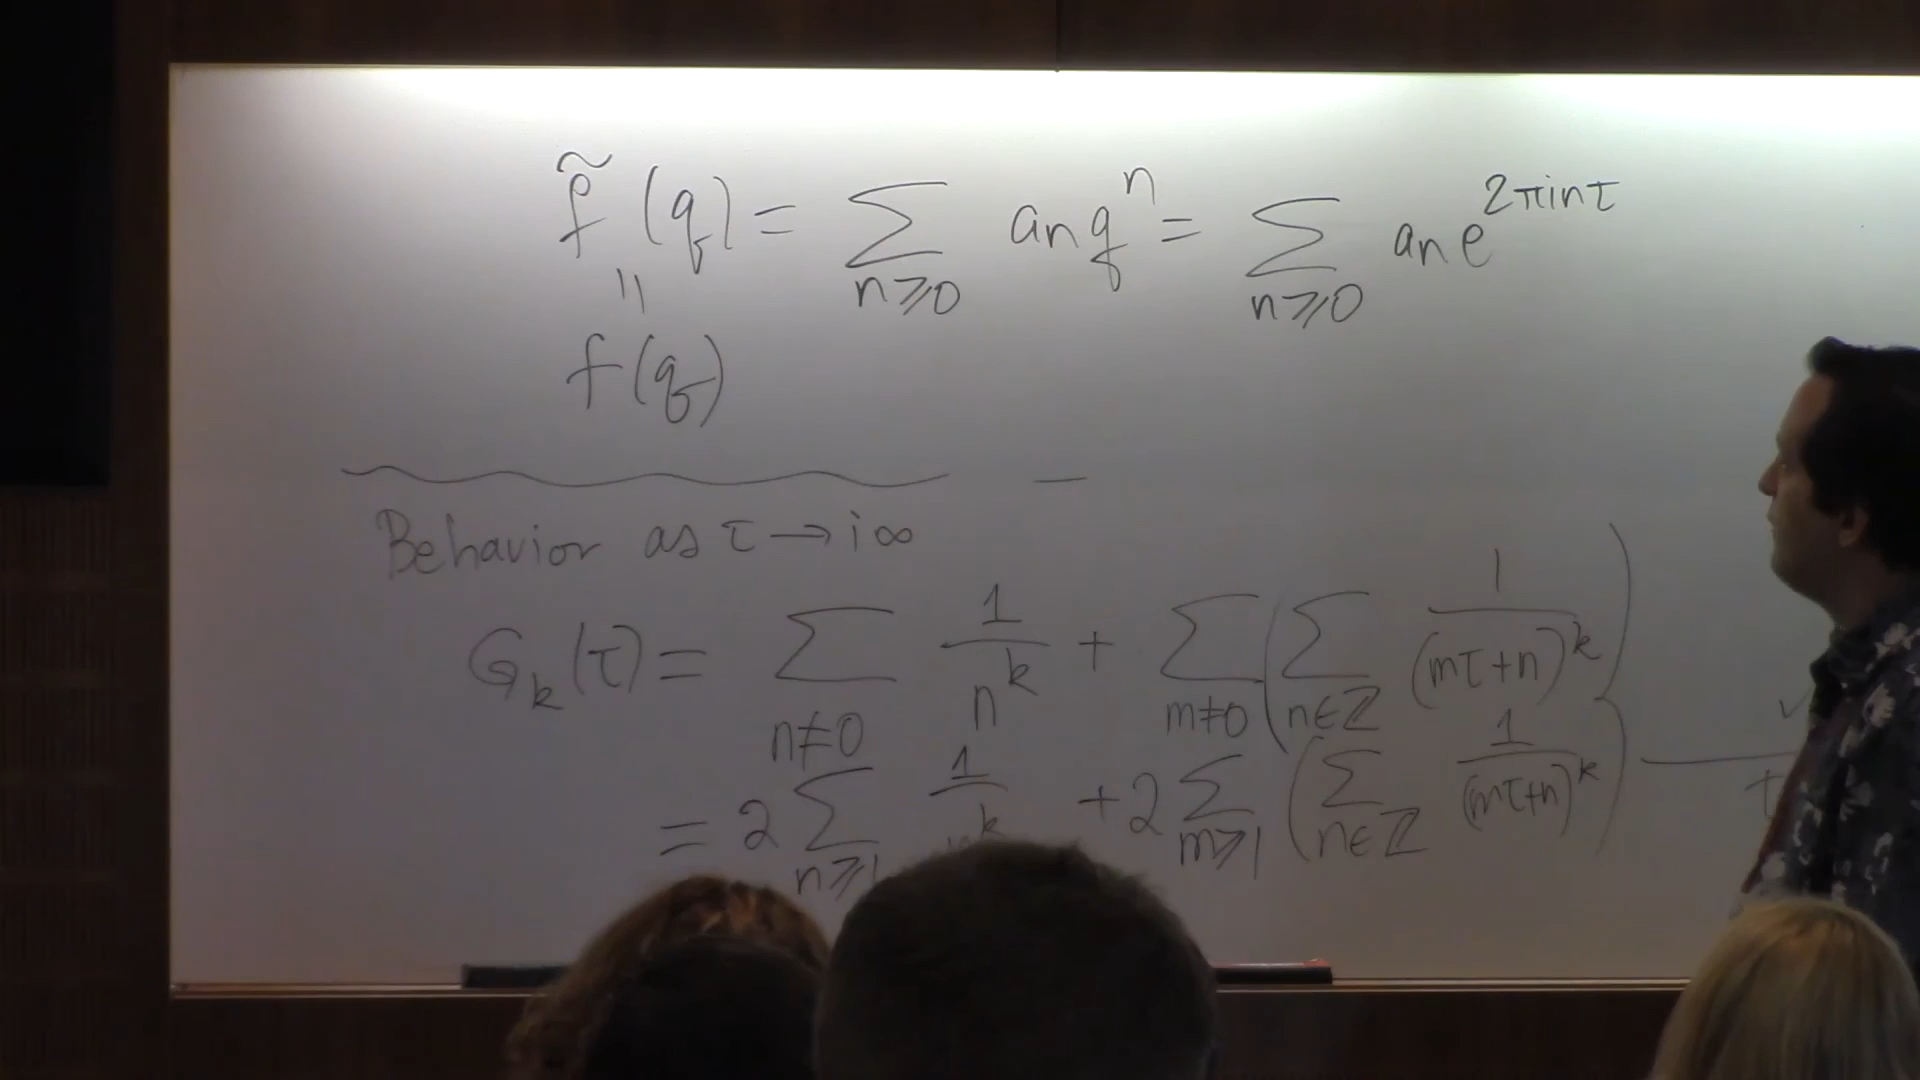 f̃(q) = ∑_{n⩾0} a_n q^n = ∑_{n⩾0} a_n e^{2πinτ}
||
f(q)
Behavior as τ → i∞
G_k(τ) = ∑_{n≠0} 1/n^k + ∑_{m≠0} (∑_{n∈ℤ} 1/(mτ+n)^k)
= 2 ∑_{n⩾1} 1/n^k + 2 ∑_{m⩾1} (∑_{n∈ℤ} 1/(mτ+n)^k)